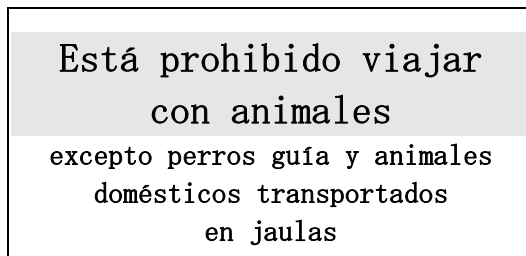 Está prohibido viajar
con animales
excepto perros guía y animales
domésticos transportados
en jaulas